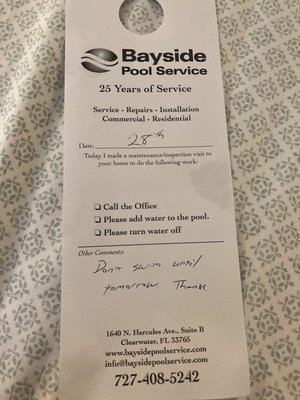 Bayside
Pool Service
25 Years of Service
Service - Repairs - Installation
Commercial - Residential
Date: 28th
Today I made a maintenance/inspection visit to
your home to do the following work:
☐ Call the Office
☐ Please add water to the pool.
☐ Please turn water off
Other Comments:
Don't swim until
tomorrow. Thanks
1640 N. Hercules Ave., Suite B
Clearwater, FL 33765
www.baysidepoolservice.com
info@baysidepoolservice.com
727-408-5242